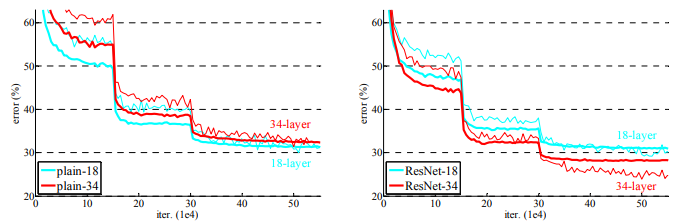 60
50
40
30
20
error (%)
34-layer
18-layer
plain-18
plain-34
0
10
20
30
40
50
iter. (1e4)
60
50
40
30
20
error (%)
18-layer
34-layer
ResNet-18
ResNet-34
0
10
20
30
40
50
iter. (1e4)